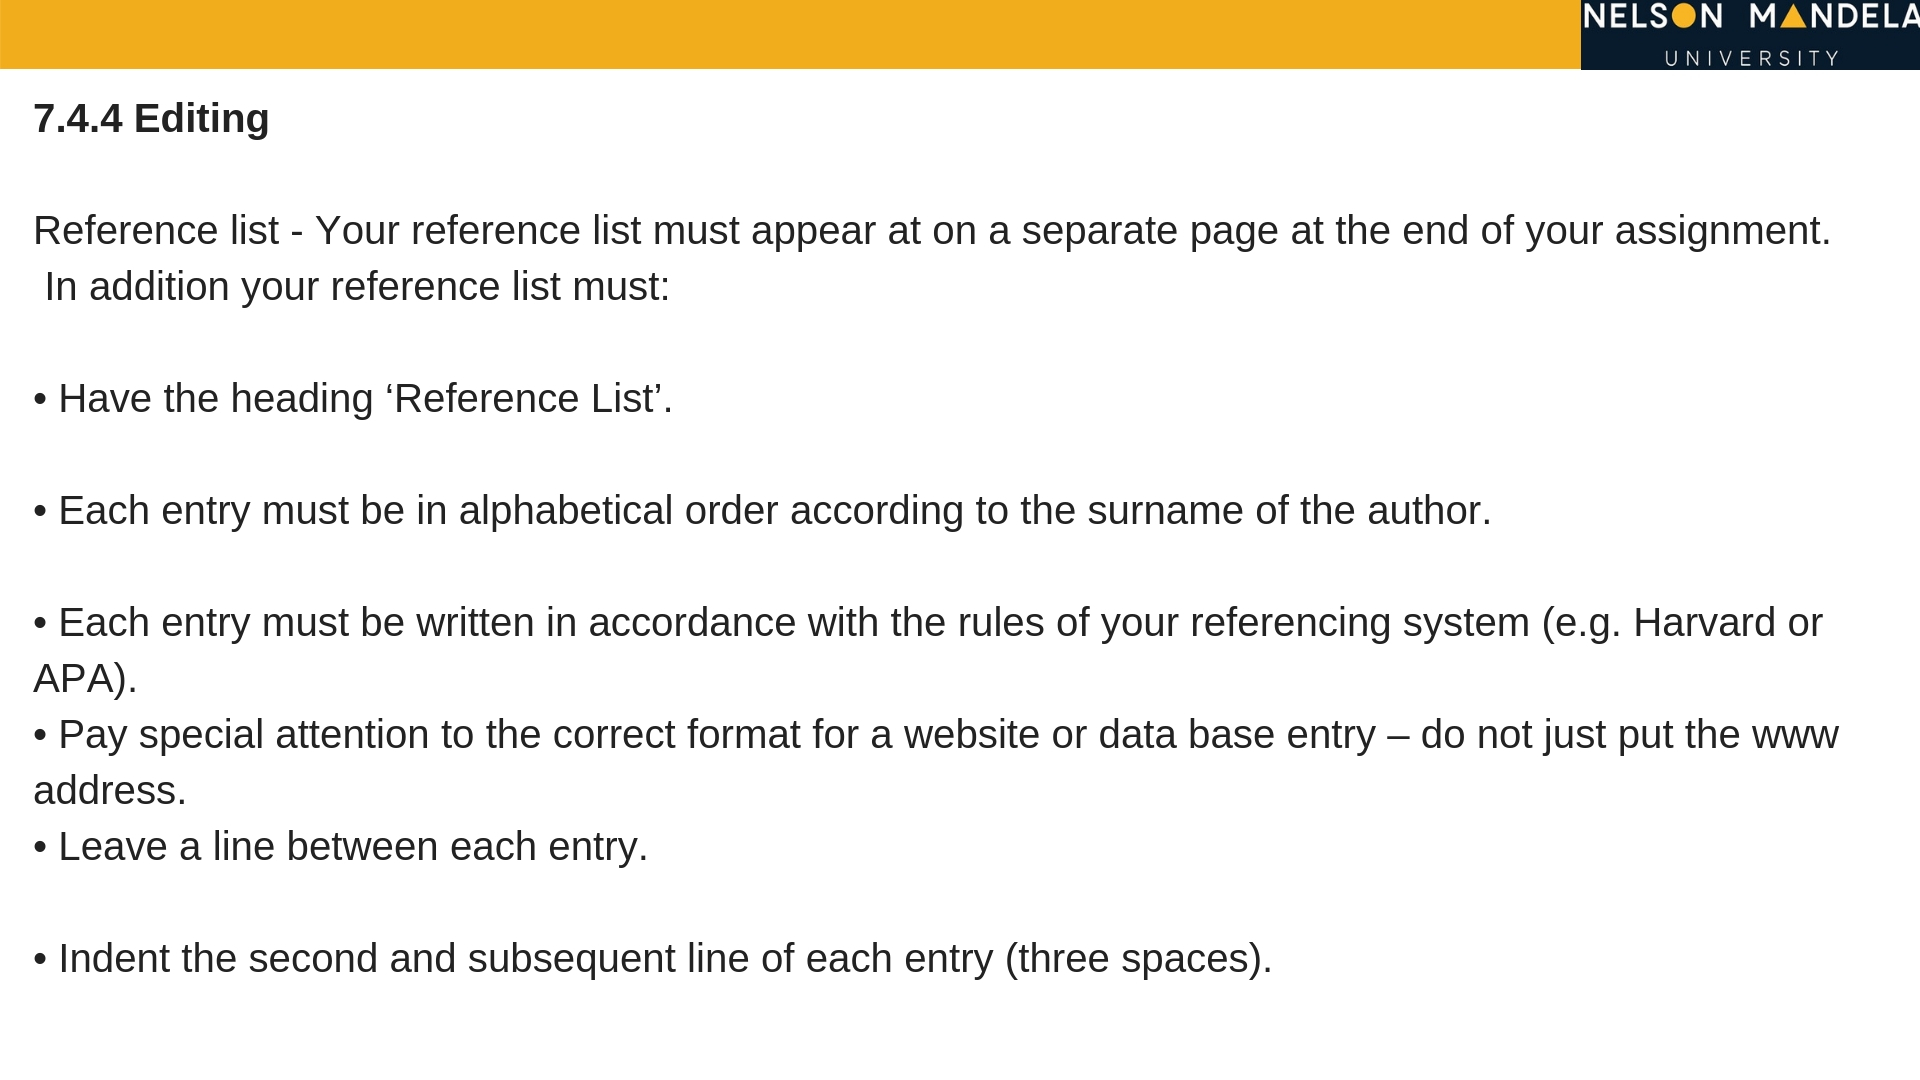 NELSON MANDELA
UNIVERSITY
7.4.4 Editing
Reference list - Your reference list must appear at on a separate page at the end of your assignment.
In addition your reference list must:
• Have the heading ‘Reference List’.
• Each entry must be in alphabetical order according to the surname of the author.
• Each entry must be written in accordance with the rules of your referencing system (e.g. Harvard or
APA).
• Pay special attention to the correct format for a website or data base entry – do not just put the www
address.
• Leave a line between each entry.
• Indent the second and subsequent line of each entry (three spaces).